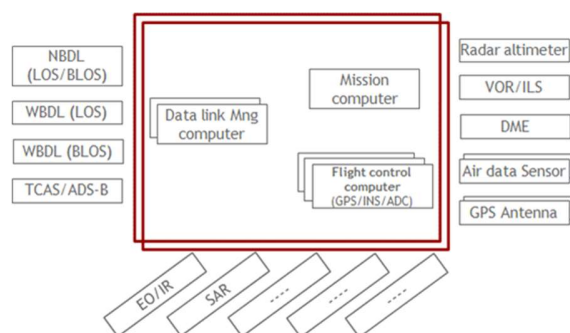 NBDL
(LOS/BLOS)
WBDL (LOS)
WBDL (BLOS)
TCAS/ADS-B
Data link Mng
computer
Mission
computer
Flight control
computer
(GPS/INS/ADC)
Radar altimeter
VOR/ILS
DME
Air data Sensor
GPS Antenna
EO/IR
SAR
----
----
----